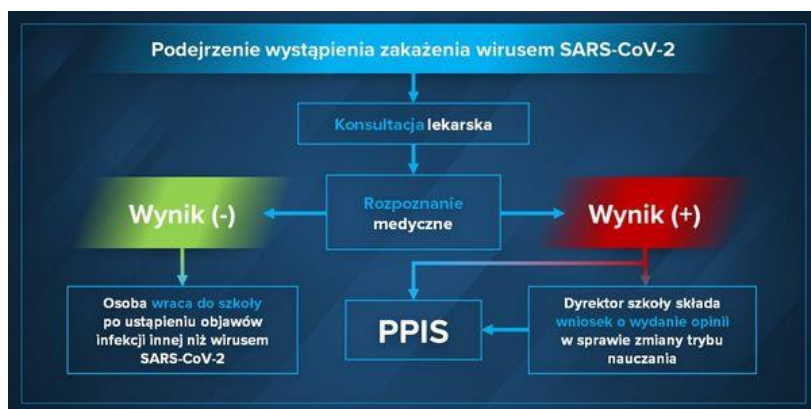 Podejrzenie wystąpienia zakażenia wirusem SARS-CoV-2
Konsultacja lekarska
Rozpoznanie
medyczne
Wynik (-)
Wynik (+)
Osoba wraca do szkoły
po ustąpieniu objawów
infekcji innej niż wirusem
SARS-CoV-2
PPIS
Dyrektor szkoły składa
wniosek o wydanie opinii
w sprawie zmiany trybu
nauczania